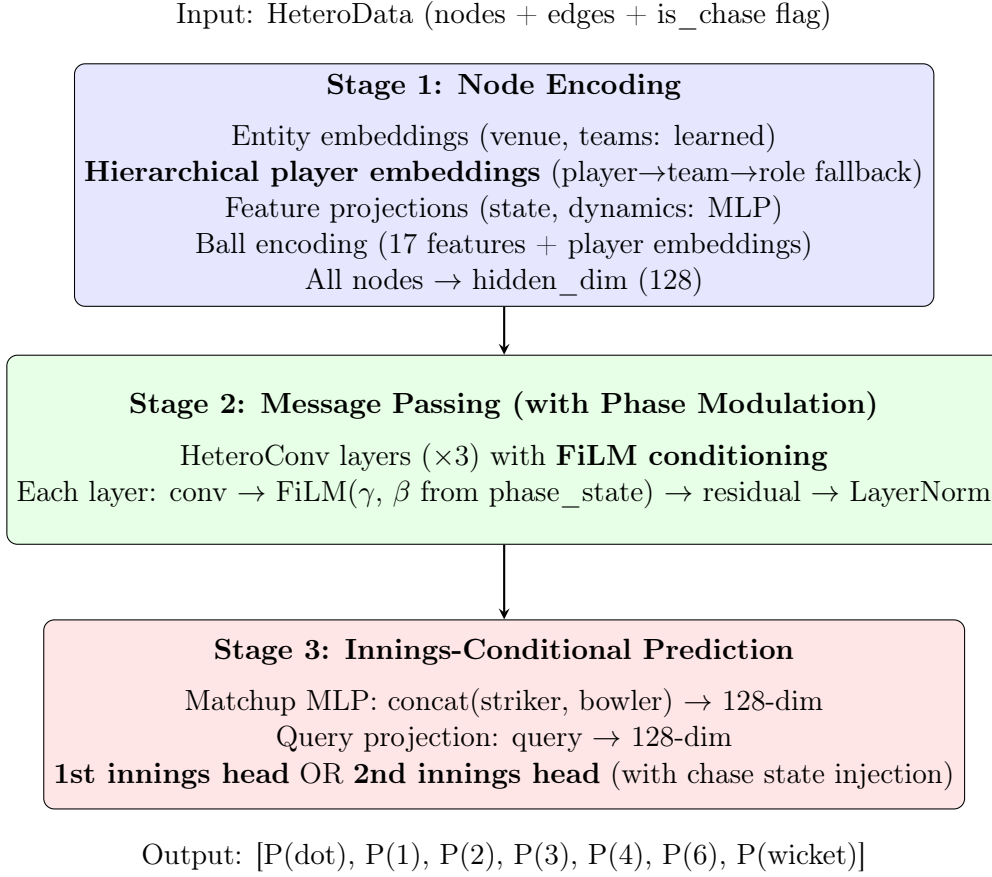 Input: HeteroData (nodes + edges + is_chase flag)
Stage 1: Node Encoding
Entity embeddings (venue, teams: learned)
Hierarchical player embeddings (player→team→role fallback)
Feature projections (state, dynamics: MLP)
Ball encoding (17 features + player embeddings)
All nodes → hidden_dim (128)
Stage 2: Message Passing (with Phase Modulation)
HeteroConv layers (×3) with FiLM conditioning
Each layer: conv → FiLM(γ, β from phase_state) → residual → LayerNorm
Stage 3: Innings-Conditional Prediction
Matchup MLP: concat(striker, bowler) → 128-dim
Query projection: query → 128-dim
1st innings head OR 2nd innings head (with chase state injection)
Output: [P(dot), P(1), P(2), P(3), P(4), P(6), P(wicket)]